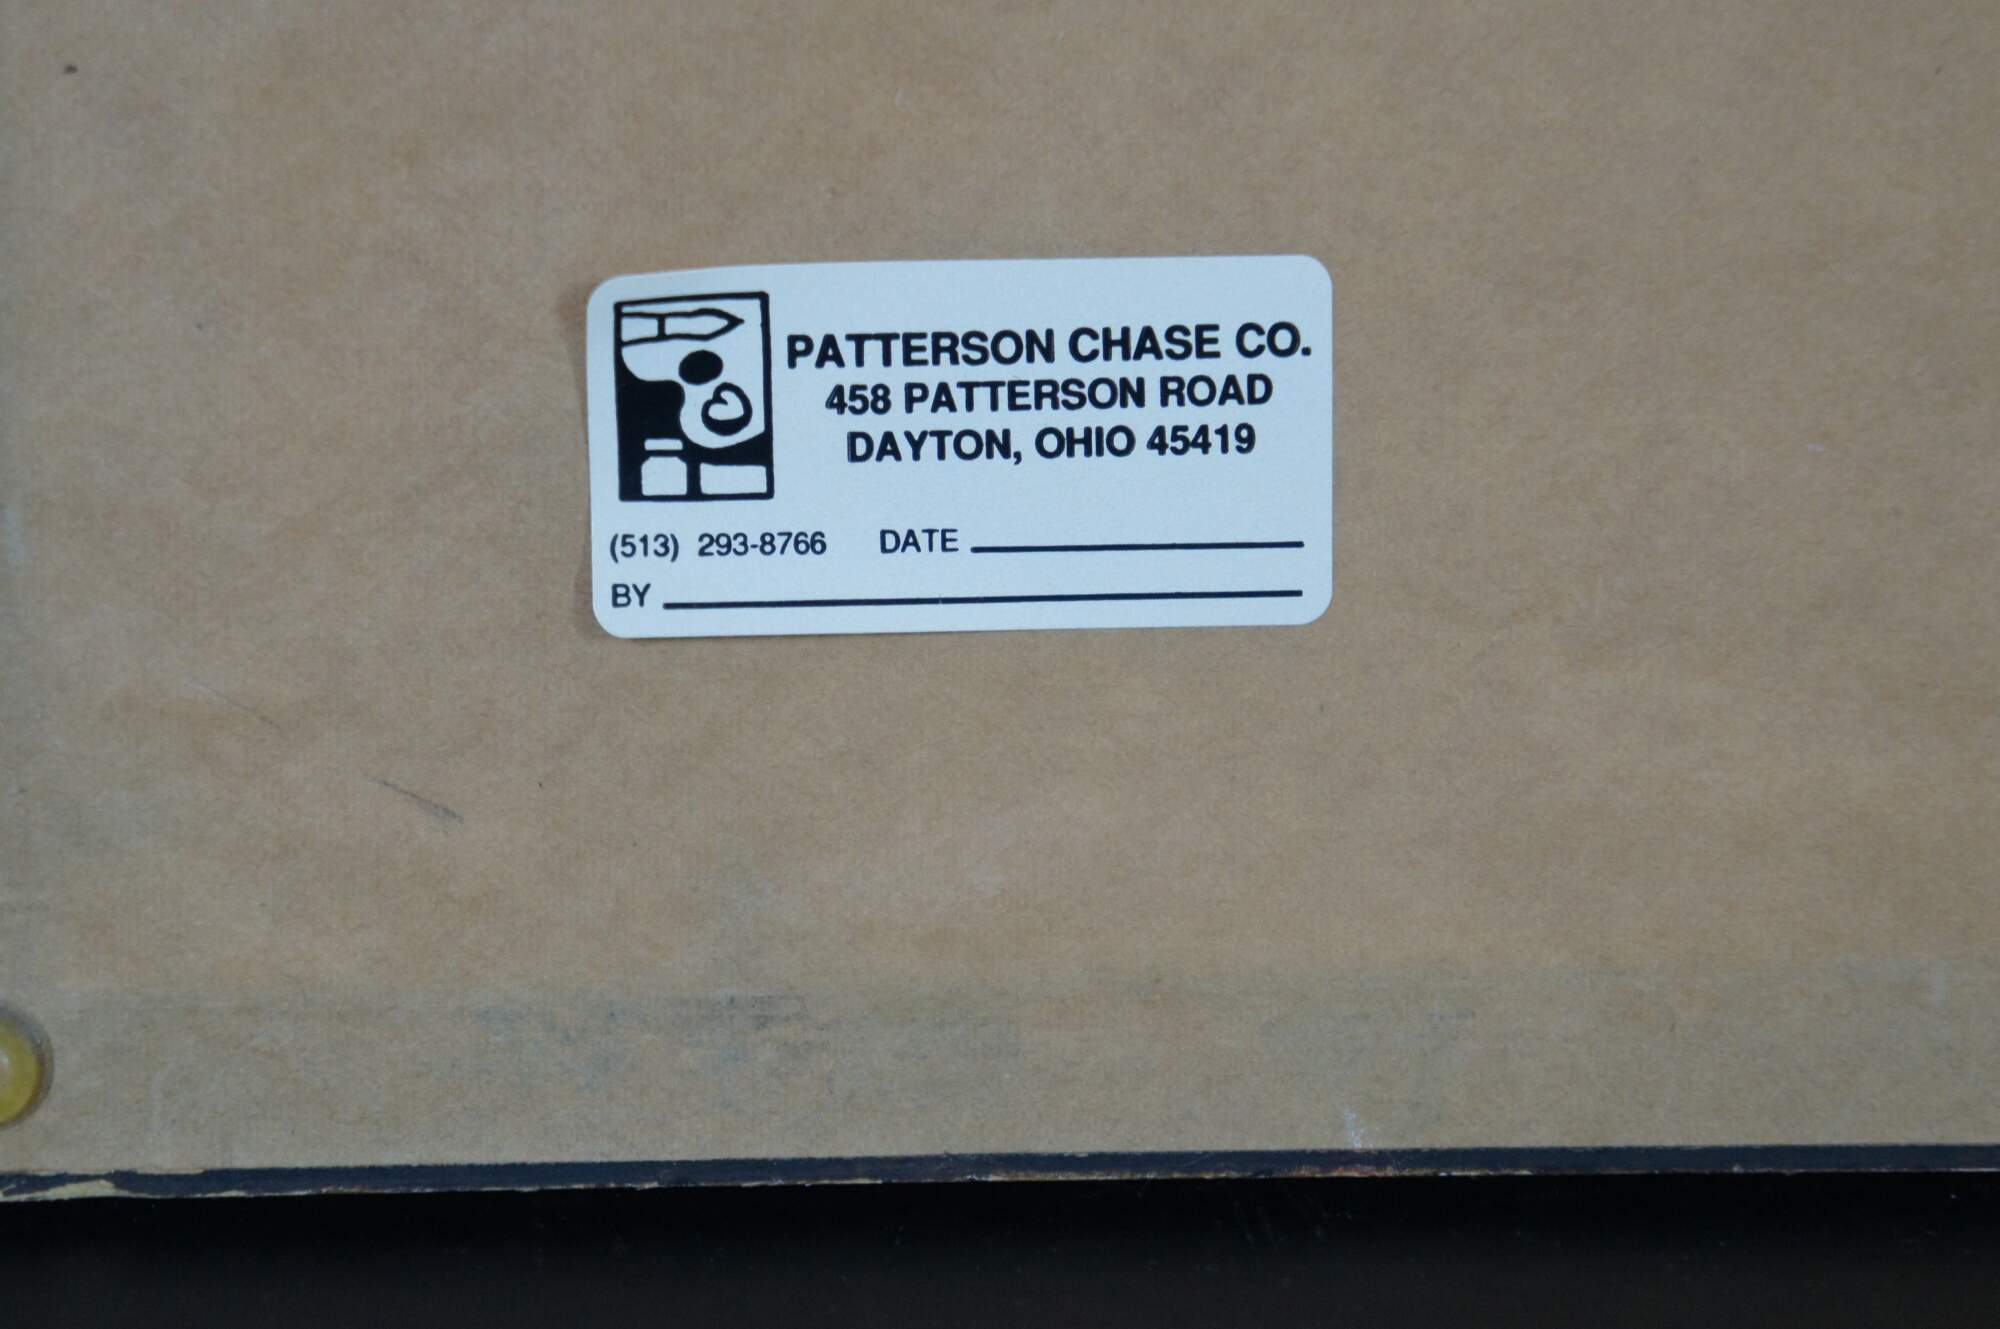 PATTERSON CHASE CO.
458 PATTERSON ROAD
DAYTON, OHIO 45419
(513) 293-8766 DATE
BY